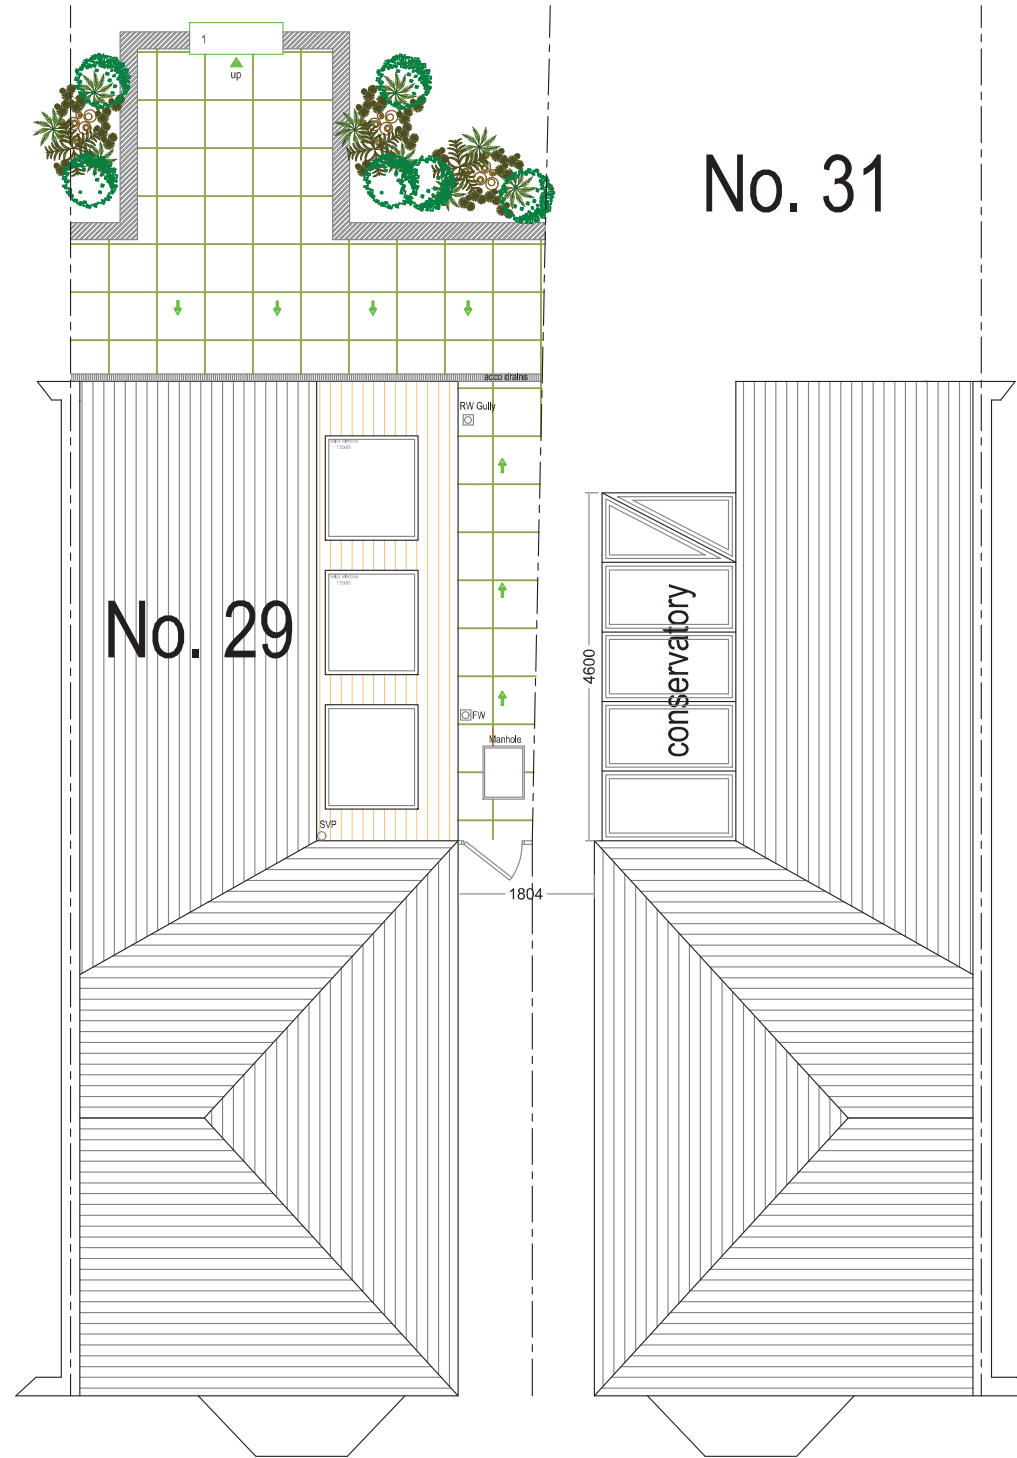 1
up
No. 31
acco drains
RW Gully
No. 29
conservatory
4600
FW
Manhole
SVP
1804